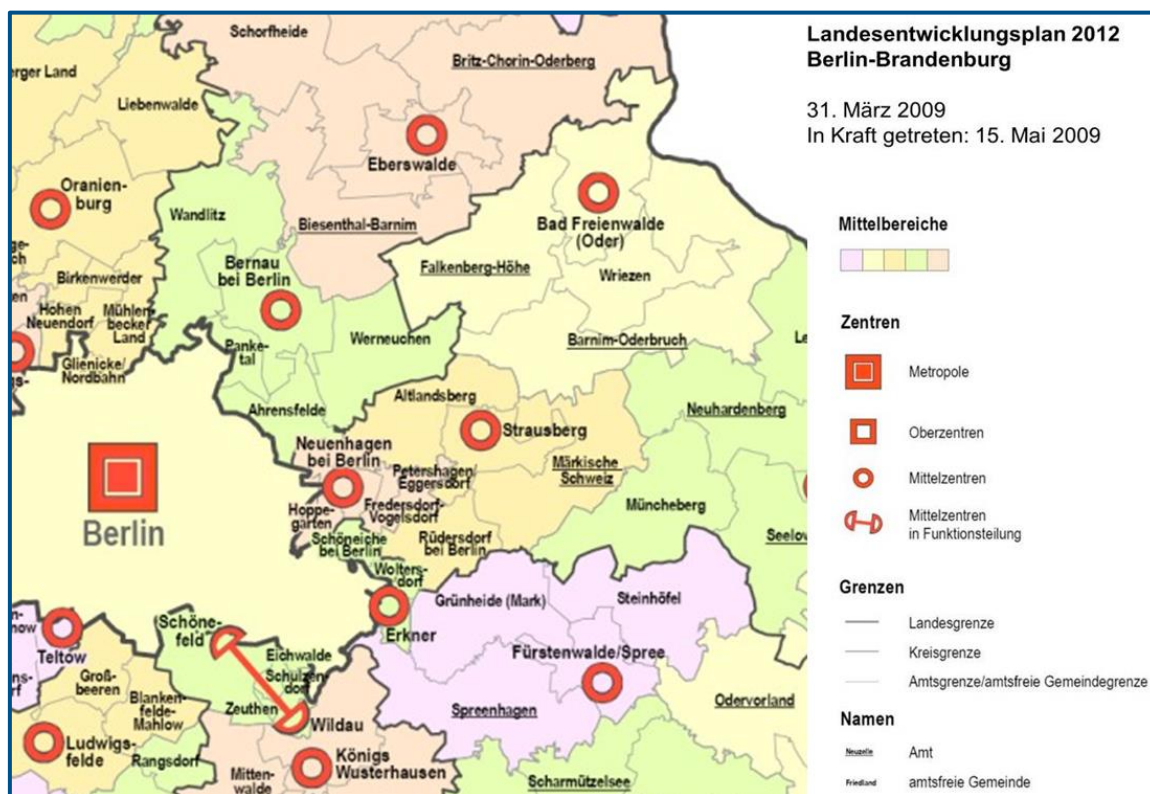 Landesentwicklungsplan 2012
Berlin-Brandenburg
31. März 2009
In Kraft getreten: 15. Mai 2009
Mittelbereiche
Zentren
Metropole
Oberzentren
Mittelzentren
Mittelzentren
in Funktionsteilung
Grenzen
Landesgrenze
Kreisgrenze
Amtsgrenze/amtsfreie Gemeindegrenze
Namen
Neuzelle
Amt
Friedland
amtsfreie Gemeinde
Schorfheide
Britz-Chorin-Oderberg
erger Land
Liebenwalde
Eberswalde
Oranien-
burg
Wandlitz
Biesenthal-Barnim
Bad Freienwalde
(Oder)
Bernau
bei Berlin
Falkenberg-Höhe
Wriezen
Birkenwerder
Hohen
Neuendorf
Mühlen-
becker
Land
Werneuchen
Panke-
tal
Barnim-Oderbruch
Glienicke/
Nordbahn
Altlandsberg
Ahrensfelde
Neuhardenberg
Strausberg
Neuenhagen
bei Berlin
Petershagen/
Eggersdorf
Märkische
Schweiz
Hoppe-
garten
Fredersdorf-
Vogelsdorf
Müncheberg
Berlin
Schöneiche
bei Berlin
Rüdersdorf
bei Berlin
Seelow
Wolters-
dorf
Grünheide (Mark)
Steinhöfel
Schöne-
feld
Erkner
Teltow
Eichwalde
Schulzen-
dorf
Fürstenwalde/Spree
Groß-
beeren
Blanken-
felde-
Mahlow
Zeuthen
Spreenhagen
Odervorland
Wildau
Ludwigs-
felde
Rangsdorf
Königs
Wusterhausen
Mitten-
walde
Scharmützelsee